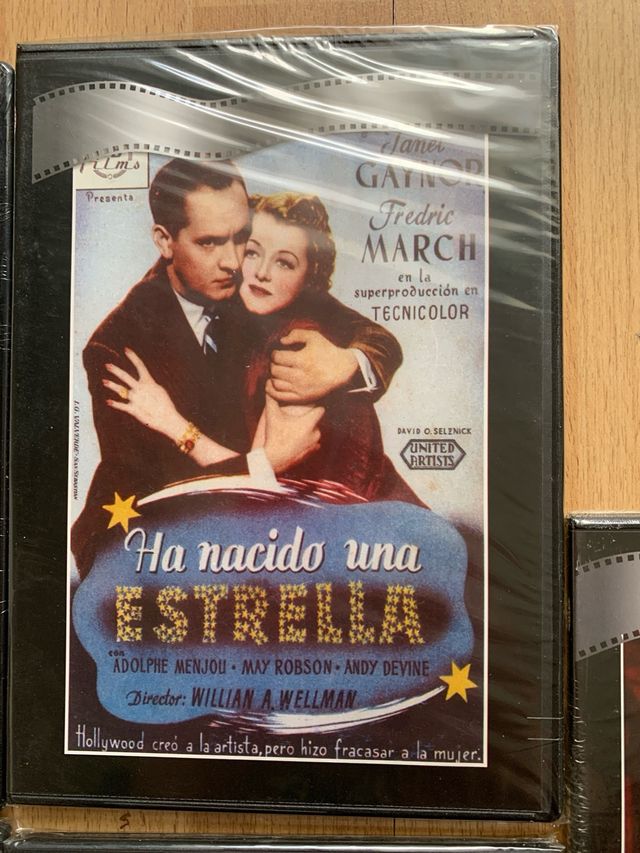 Films
Presenta
Janet
GAYNOR
Fredric
MARCH
en la
superproducción en
TECNICOLOR
DAVID O. SELZNICK
UNITED
ARTISTS
Ha nacido una
ESTRELLA
con
ADOLPHE MENJOU · MAY ROBSON · ANDY DEVINE
Director: WILLIAN A. WELLMAN
Hollywood creó a la artista, pero hizo fracasar a la mujer.